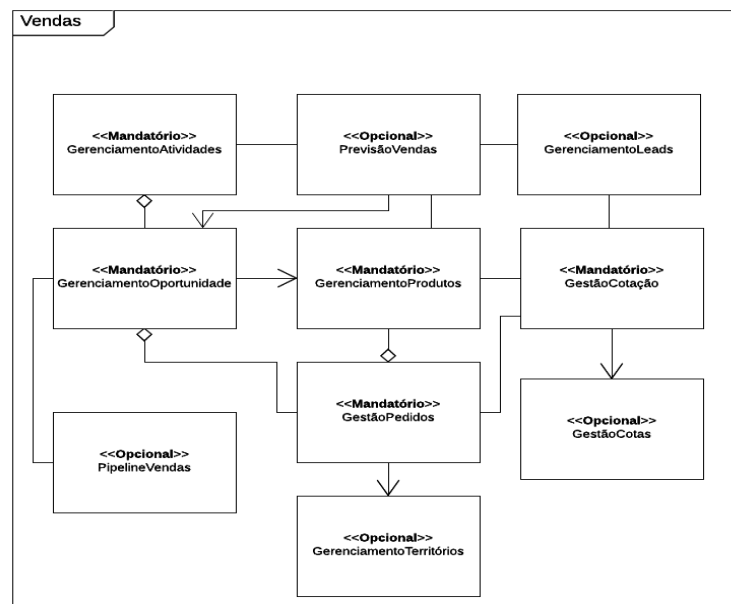 Vendas
<<Mandatório>>
GerenciamentoAtividades
<<Opcional>>
PrevisãoVendas
<<Opcional>>
GerenciamentoLeads
<<Mandatório>>
GerenciamentoOportunidade
<<Mandatório>>
GerenciamentoProdutos
<<Mandatório>>
GestãoCotação
<<Mandatório>>
GestãoPedidos
<<Opcional>>
GestãoCotas
<<Opcional>>
PipelineVendas
<<Opcional>>
GerenciamentoTerritórios